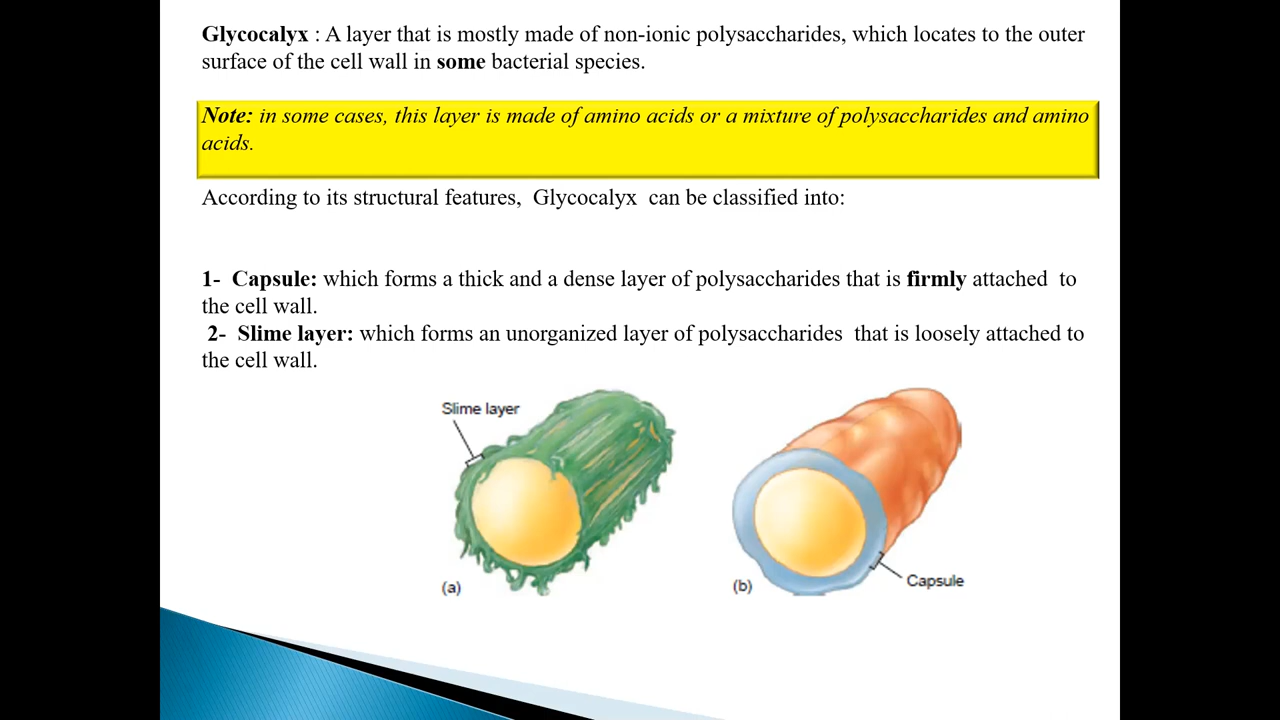 Glycocalyx : A layer that is mostly made of non-ionic polysaccharides, which locates to the outer
surface of the cell wall in some bacterial species.
Note: in some cases, this layer is made of amino acids or a mixture of polysaccharides and amino
acids.
According to its structural features,  Glycocalyx  can be classified into:
1-  Capsule: which forms a thick and a dense layer of polysaccharides that is firmly attached  to
the cell wall.
2-  Slime layer: which forms an unorganized layer of polysaccharides  that is loosely attached to
the cell wall.
Slime layer
(a)
(b)
Capsule